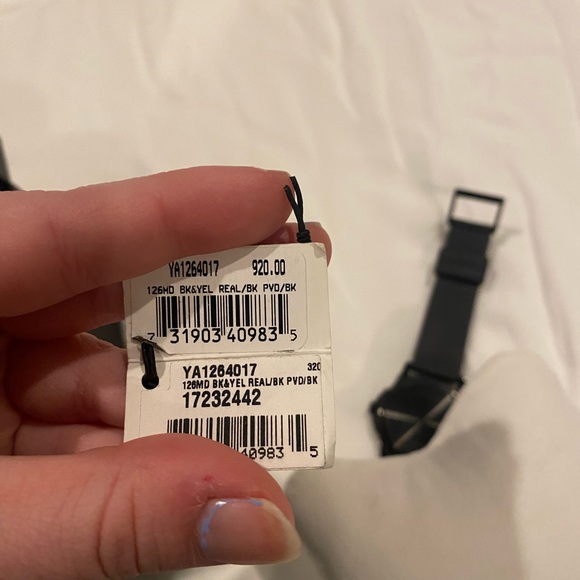 YA1264017 920.00
126MD BK&YEL REAL/BK PVD/BK
7 31903 40983 5
YA1264017 320
126MD BK&YEL REAL/BK PVD/BK
17232442
40983 5